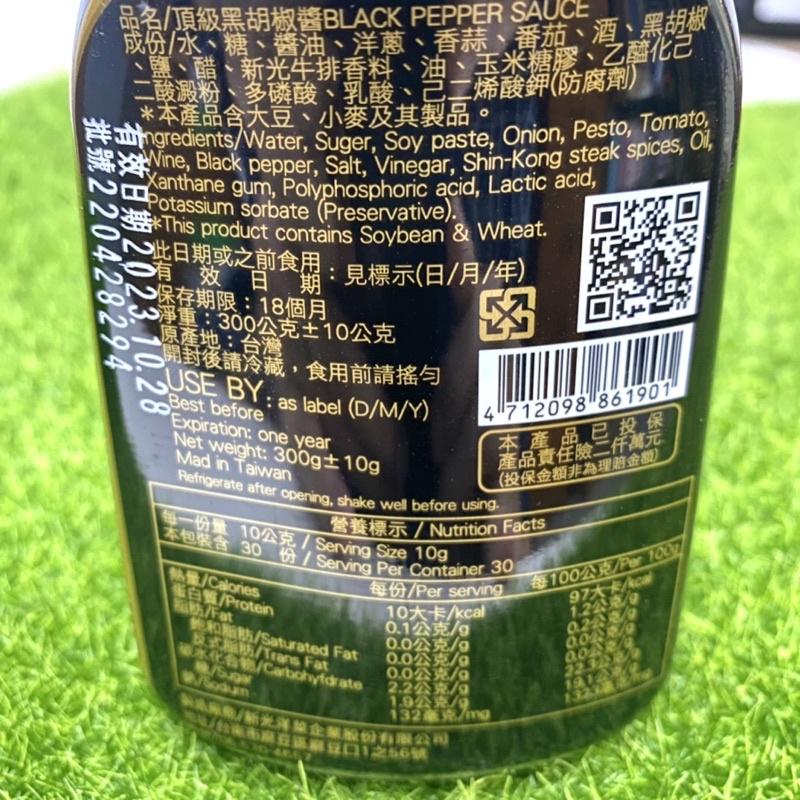 品名/頂級黑胡椒醬BLACK PEPPER SAUCE
成份/水、糖、醬油、洋蔥、香蒜、番茄、酒、黑胡椒
、鹽、醋、新光牛排香料、油、玉米糖膠、乙醯化己
二酸澱粉、多磷酸、乳酸、己二烯酸鉀(防腐劑)
*本產品含大豆、小麥及其製品。
Ingredients/Water, Suger, Soy paste, Onion, Pesto, Tomato,
Wine, Black pepper, Salt, Vinegar, Shin-Kong steak spices, Oil,
Xanthane gum, Polyphosphoric acid, Lactic acid,
Potassium sorbate (Preservative).
*This product contains Soybean & Wheat.
此日期或之前食用
有效日期：見標示(日/月/年)
保存期限：18個月
淨重：300公克±10公克
原產地：台灣
開封後請冷藏，食用前請搖勻
USE BY
Best before : as label (D/M/Y)
Expiration: one year
Net weight: 300g±10g
Made in Taiwan
Refrigerate after opening, shake well before using.
有效日期2023.10.28
批號220428294
4 712098 861901
本產品已投保
產品責任險二仟萬元
(投保金額非為理賠金額)
營養標示 / Nutrition Facts
每一份量 10公克 / Serving Size 10g
本包裝含 30 份 / Serving Per Container 30
每份/Per serving 每100公克/Per 100g
熱量/Calories 10大卡/kcal 97大卡/kcal
蛋白質/Protein 0.1公克/g 1.2公克/g
脂肪/Fat 0.0公克/g
飽和脂肪/Saturated Fat 0.0公克/g
反式脂肪/Trans Fat 0.0公克/g
碳水化合物/Carbohyfdrate 2.2公克/g
糖/Sugar 1.9公克/g
鈉/Sodium 132毫克/mg